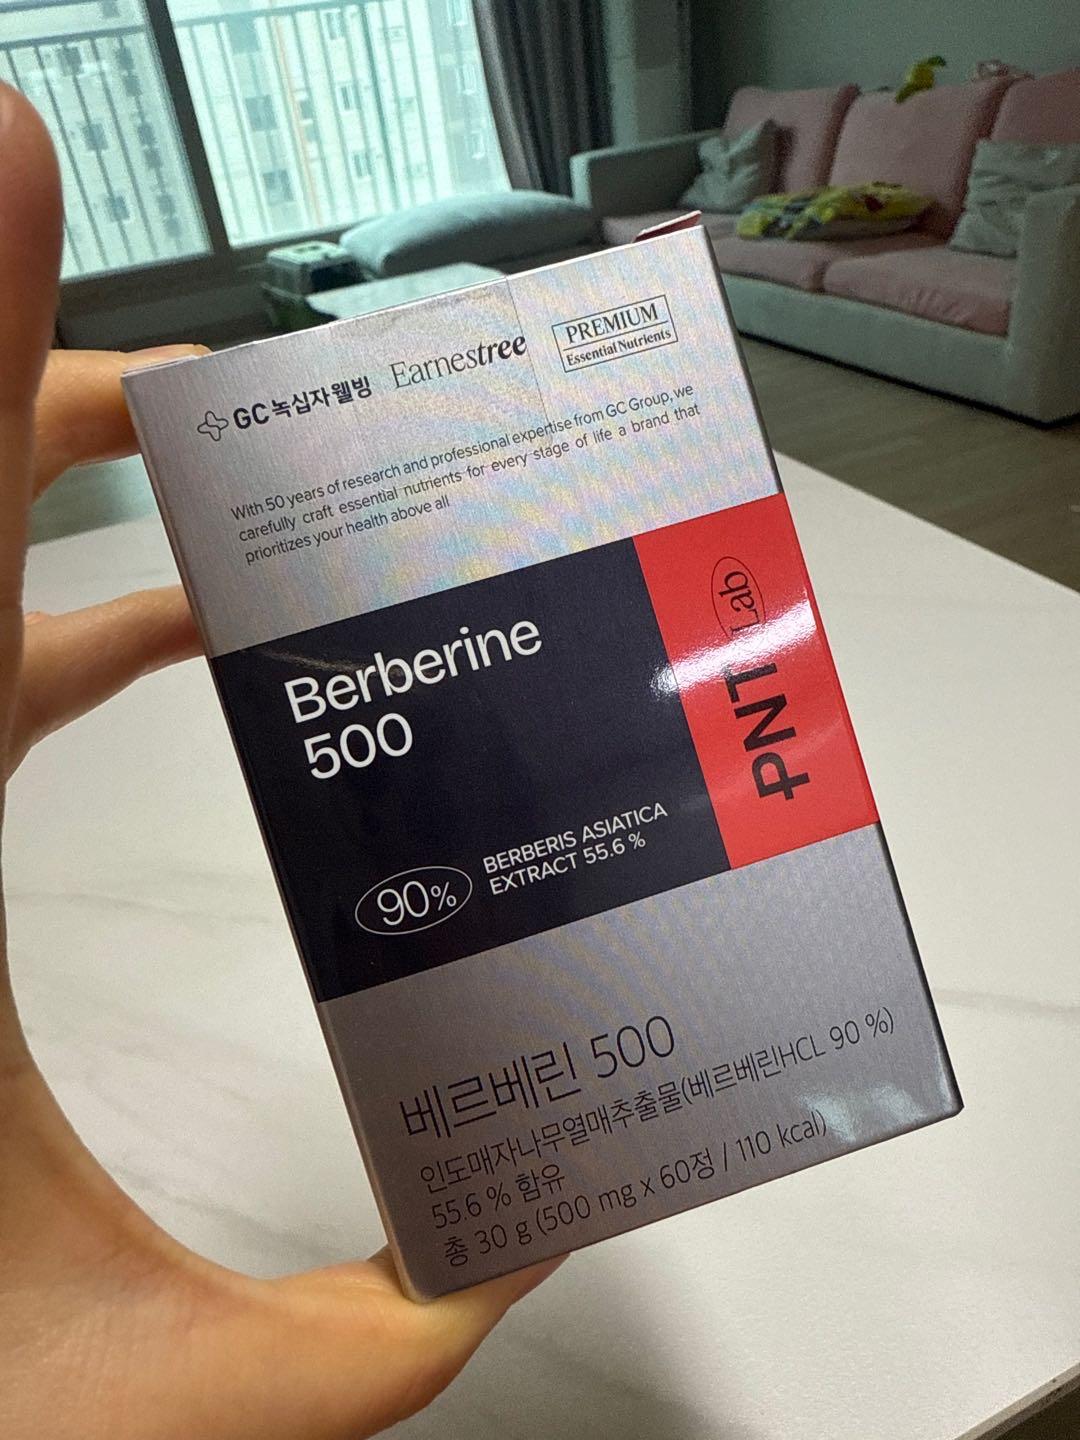 GC녹십자웰빙
Earnestree
PREMIUM
Essential Nutrients
With 50 years of research and professional expertise from GC Group, we
carefully craft essential nutrients for every stage of life a brand that
prioritizes your health above all
Berberine
500
PNT Lab
90%
BERBERIS ASIATICA
EXTRACT 55.6 %
베르베린 500
인도매자나무열매추출물(베르베린HCL 90 %)
55.6 % 함유
총 30 g (500 mg x 60정 / 110 kcal)